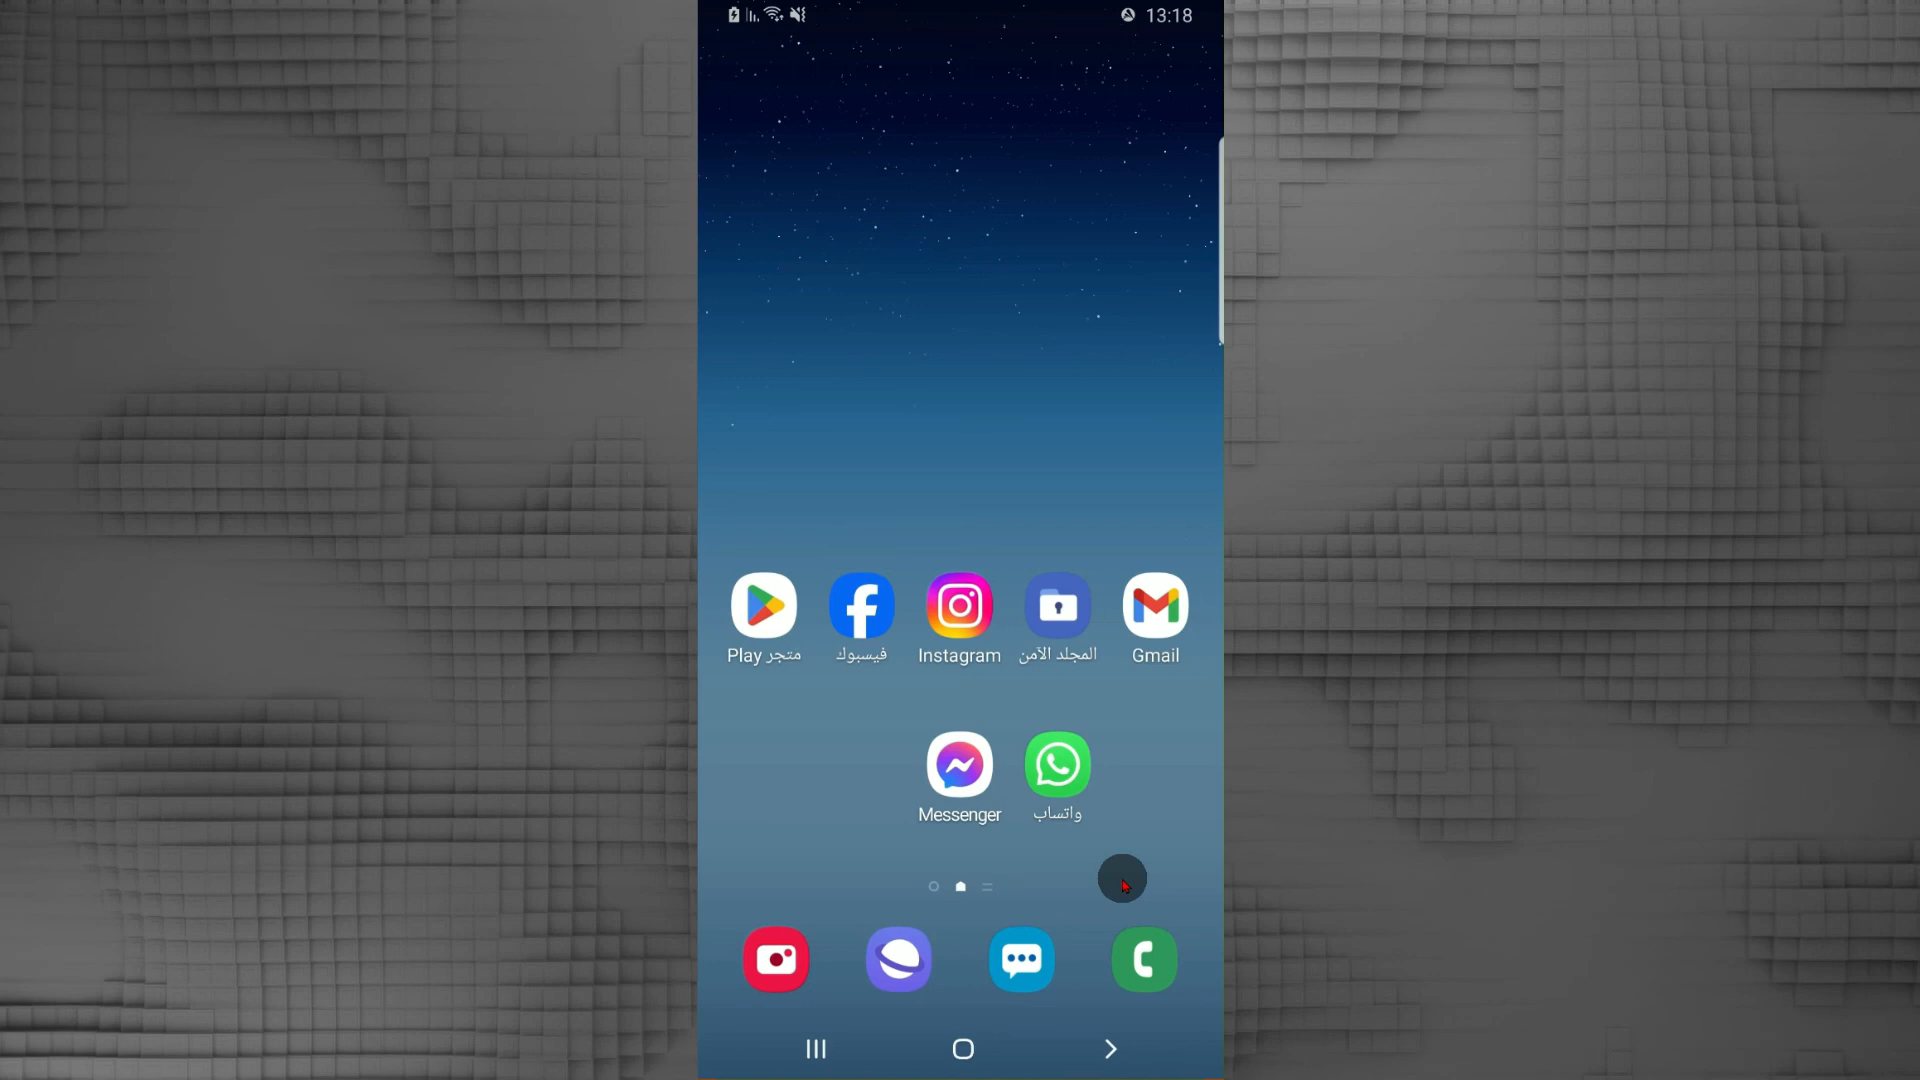 13:18
متجر Play
فيسبوك
Instagram
المجلد الآمن
Gmail
Messenger
واتساب